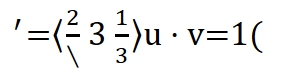 ′=⟨2/\ 3 1/3⟩u · v=1(